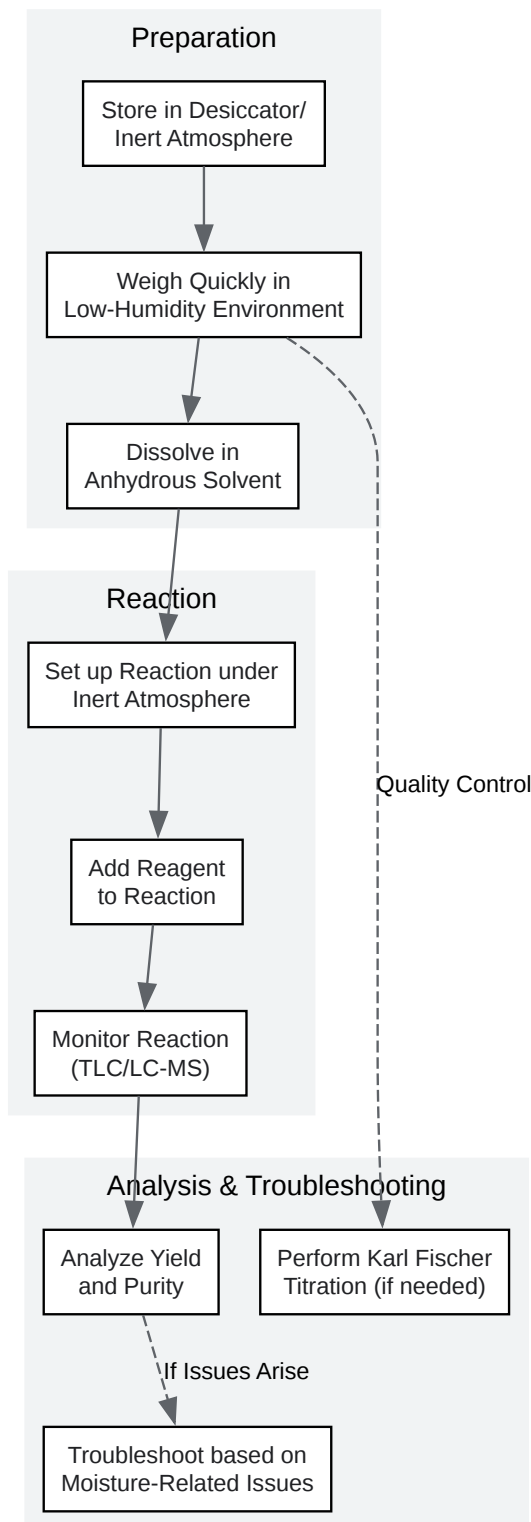 Preparation
Store in Desiccator/
Inert Atmosphere
Weigh Quickly in
Low-Humidity Environment
Dissolve in
Anhydrous Solvent
Reaction
Set up Reaction under
Inert Atmosphere
Quality Control
Add Reagent
to Reaction
Monitor Reaction
(TLC/LC-MS)
Analysis & Troubleshooting
Analyze Yield
and Purity
Perform Karl Fischer
Titration (if needed)
If Issues Arise
Troubleshoot based on
Moisture-Related Issues